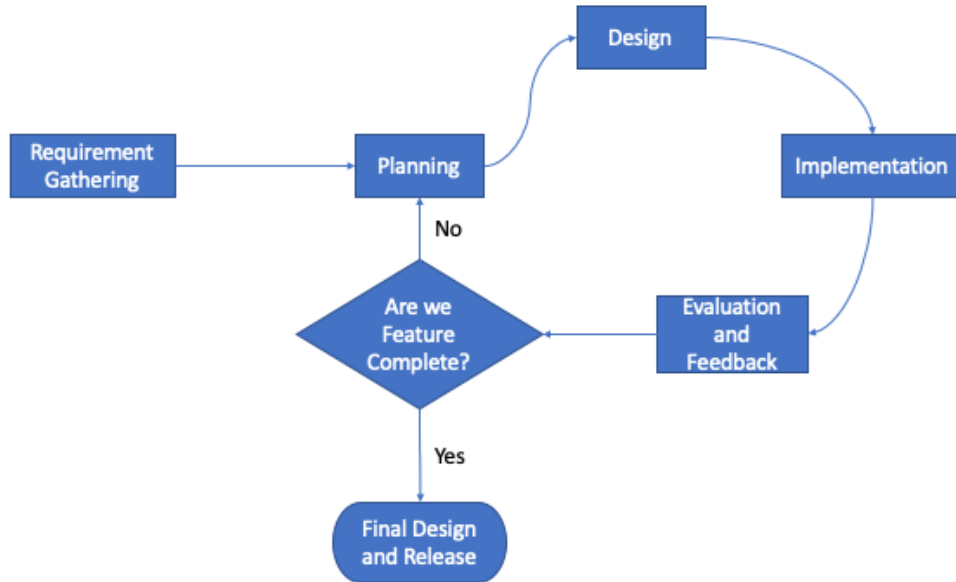 Design
Requirement
Gathering
Planning
Implementation
No
Are we
Feature
Complete?
Evaluation
and
Feedback
Yes
Final Design
and Release